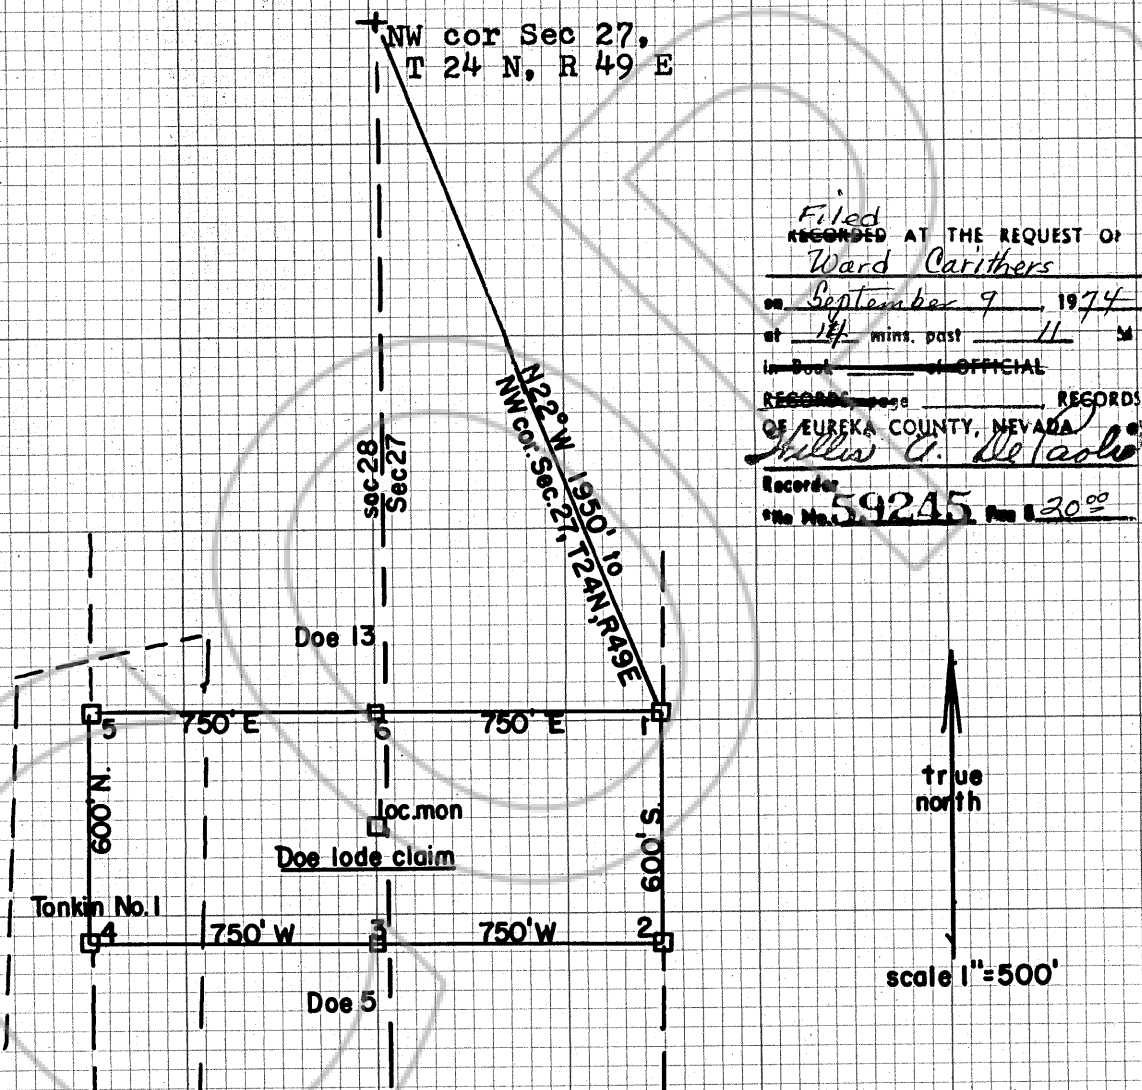 NW cor Sec 27,
T 24 N, R 49 E
Filed
RECORDED AT THE REQUEST OF
Ward Carithers
on September 9, 1974
at 14 mins. past 11 M
in Book of OFFICIAL
RECORDS, page RECORDS
OF EUREKA COUNTY, NEVADA
Willis A. DePaoli
Recorder
File No. 59245 Fee $ 20.00
N22°W 1950' to
NW cor. Sec. 27, T24N, R49E
sec 28
Sec 27
Doe 13
5
750' E
6
750' E
1
600' N.
loc. mon
600' S.
Doe lode claim
Tonkin No. 1
4
750' W
3
750' W
2
Doe 5
true
north
scale 1"=500'